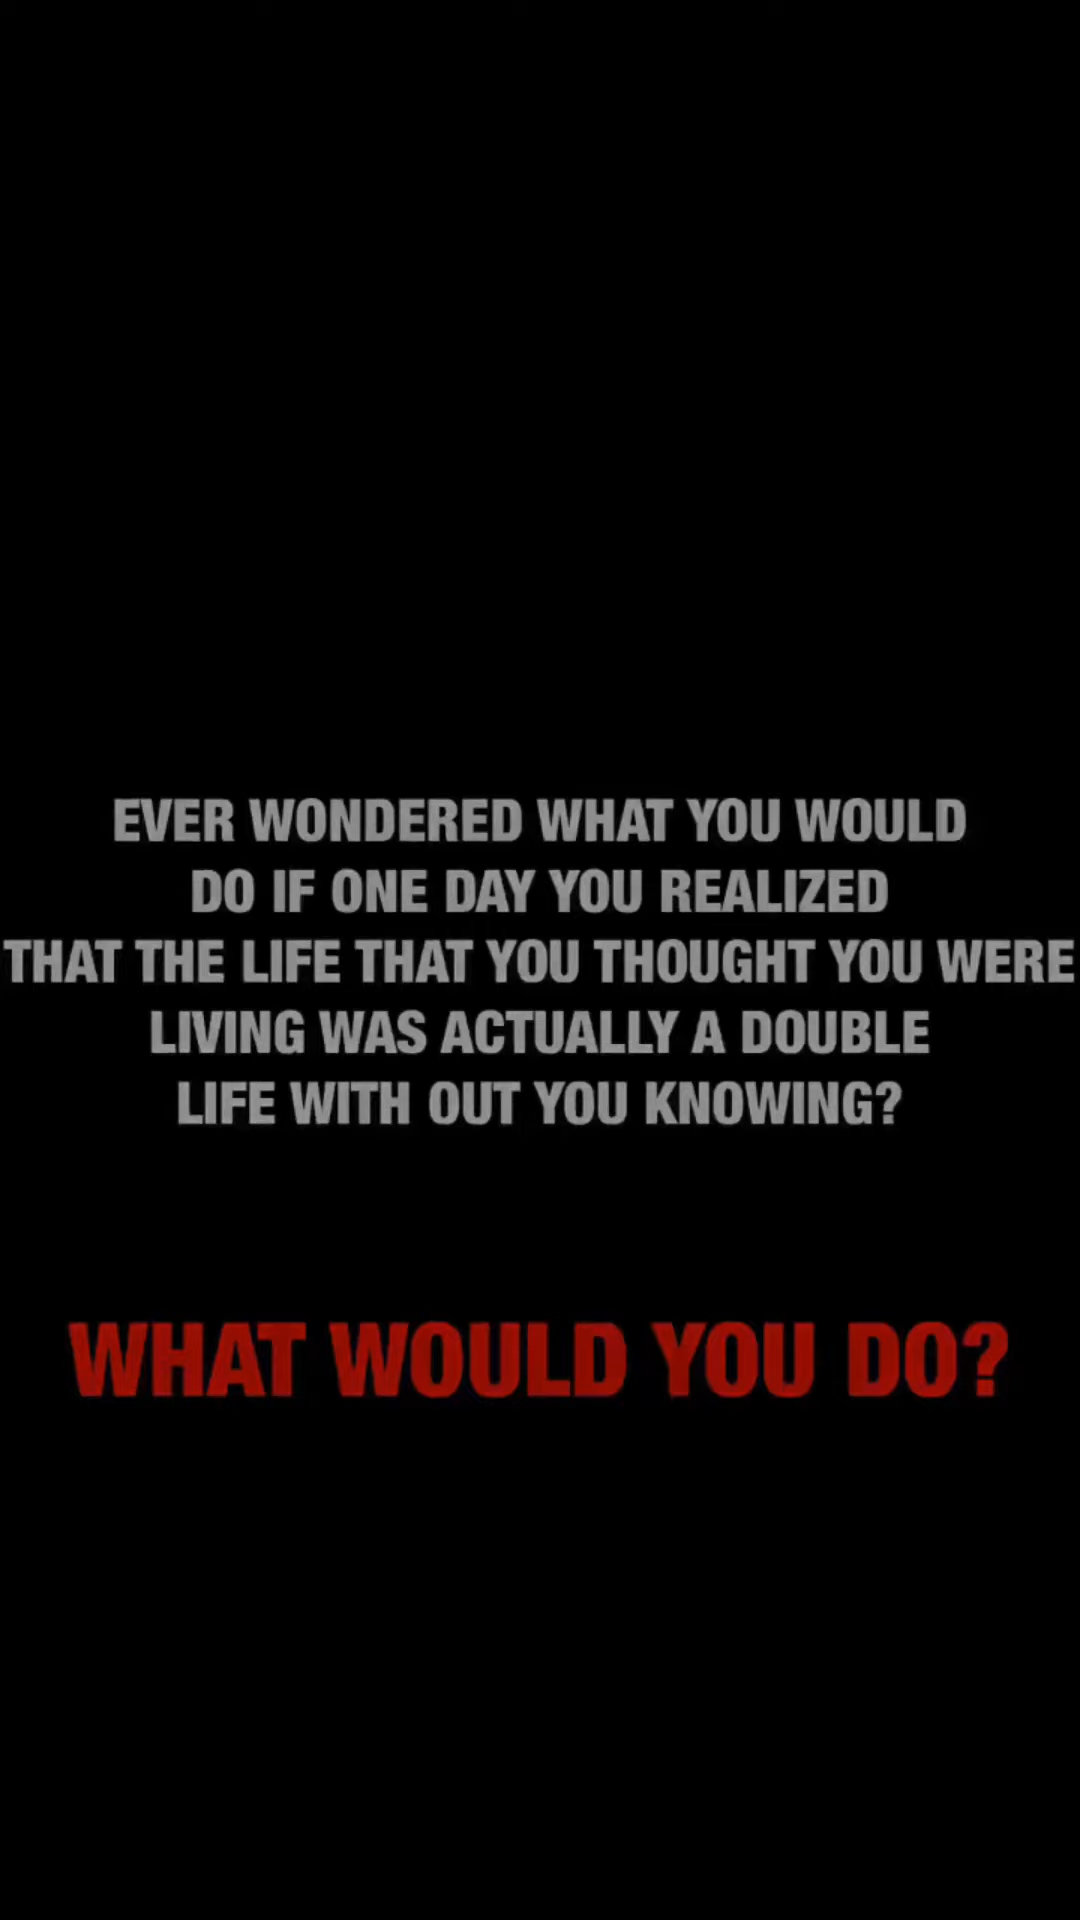 EVER WONDERED WHAT YOU WOULD
DO IF ONE DAY YOU REALIZED
THAT THE LIFE THAT YOU THOUGHT YOU WERE
LIVING WAS ACTUALLY A DOUBLE
LIFE WITH OUT YOU KNOWING?
WHAT WOULD YOU DO?